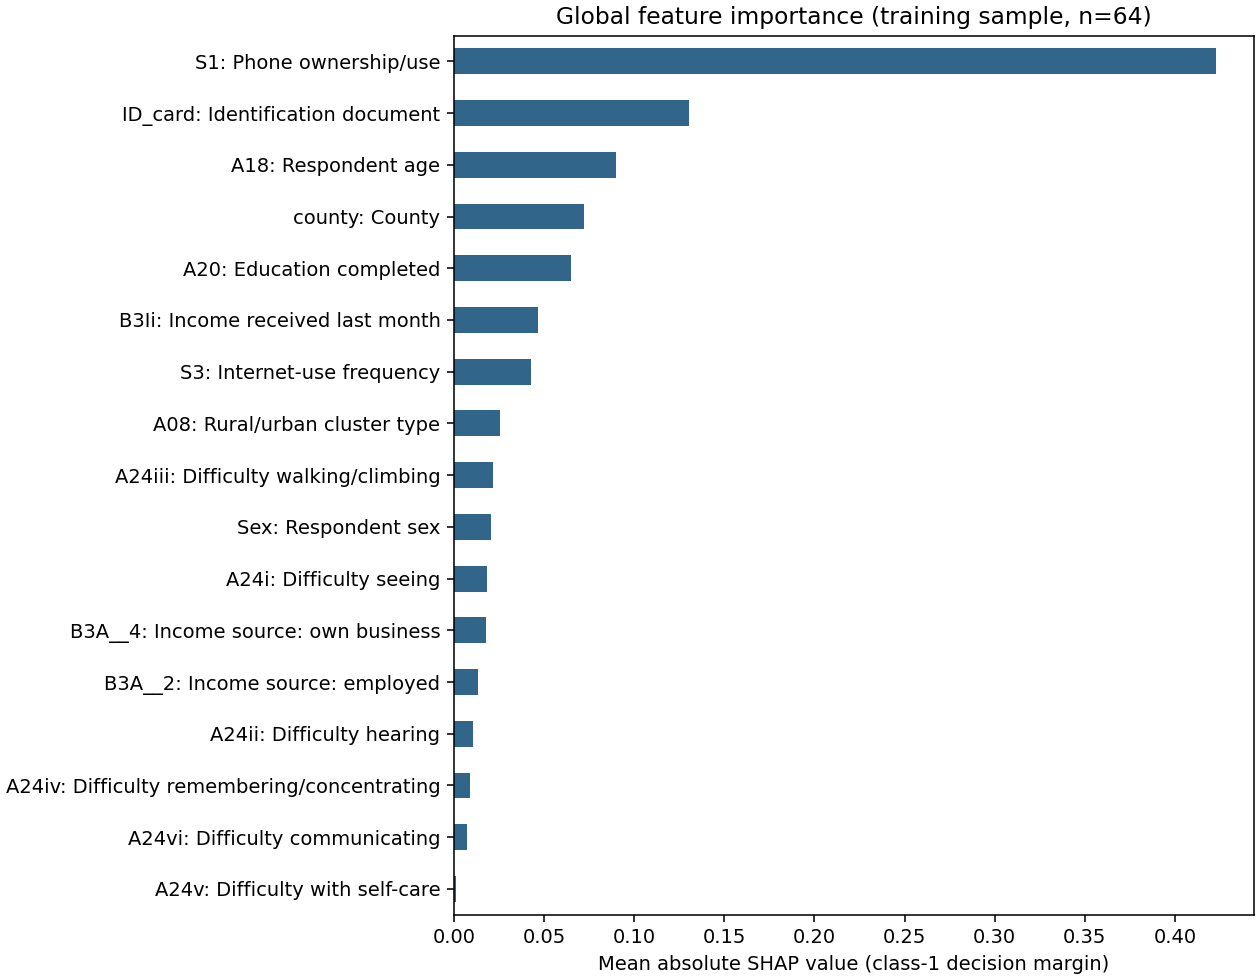 Global feature importance (training sample, n=64)
S1: Phone ownership/use
ID_card: Identification document
A18: Respondent age
county: County
A20: Education completed
B3Ii: Income received last month
S3: Internet-use frequency
A08: Rural/urban cluster type
A24iii: Difficulty walking/climbing
Sex: Respondent sex
A24i: Difficulty seeing
B3A__4: Income source: own business
B3A__2: Income source: employed
A24ii: Difficulty hearing
A24iv: Difficulty remembering/concentrating
A24vi: Difficulty communicating
A24v: Difficulty with self-care
0.00 0.05 0.10 0.15 0.20 0.25 0.30 0.35 0.40
Mean absolute SHAP value (class-1 decision margin)